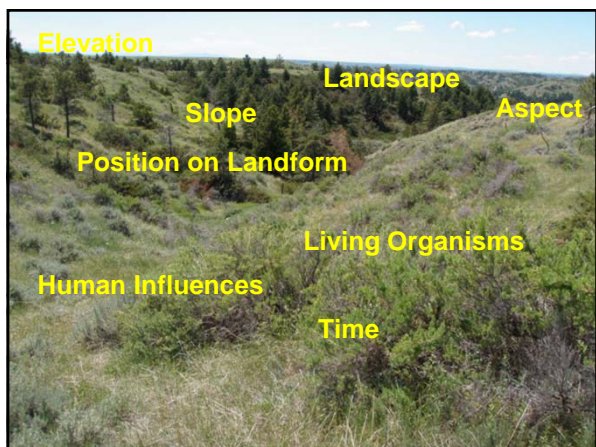 Elevation
Landscape
Slope
Aspect
Position on Landform
Living Organisms
Human Influences
Time